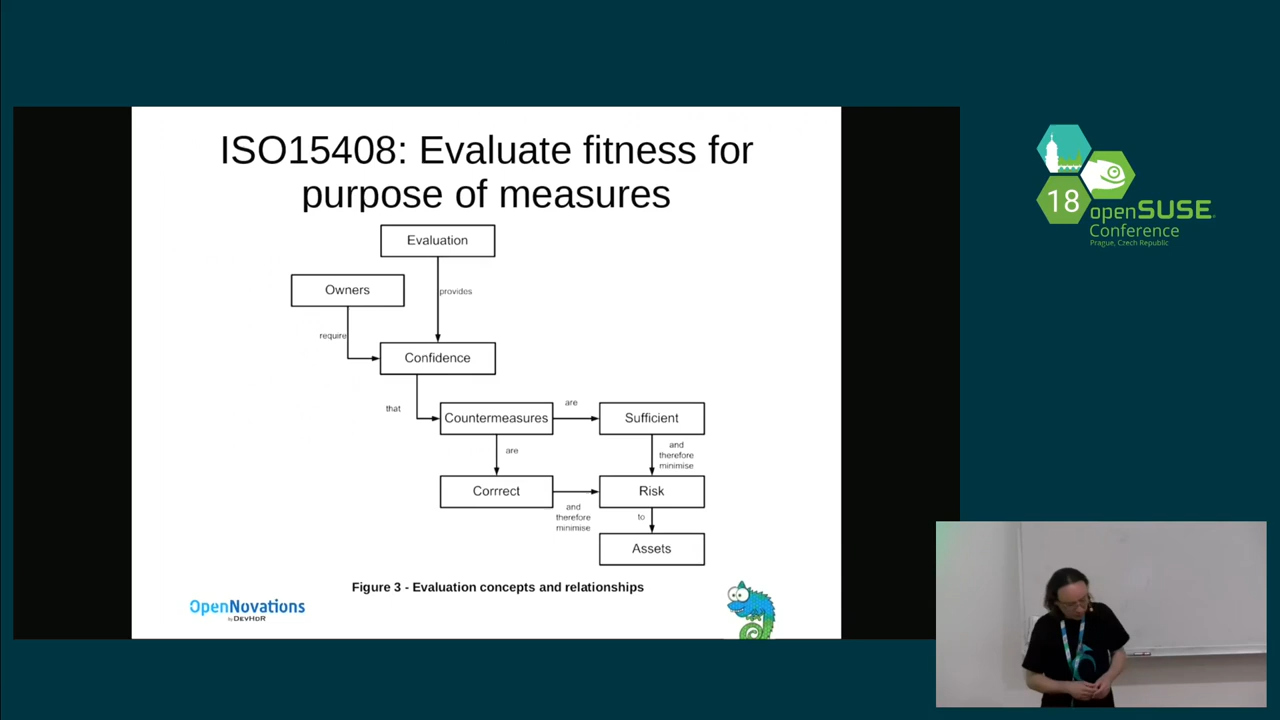 ISO15408: Evaluate fitness for
purpose of measures
Evaluation
Owners
provides
require
Confidence
that
Countermeasures
are
Sufficient
are
and
therefore
minimise
Corrrect
Risk
and
therefore
minimise
to
Assets
Figure 3 - Evaluation concepts and relationships
OpenNovations
by DEVHDR
18
openSUSE
Conference
Prague, Czech Republic